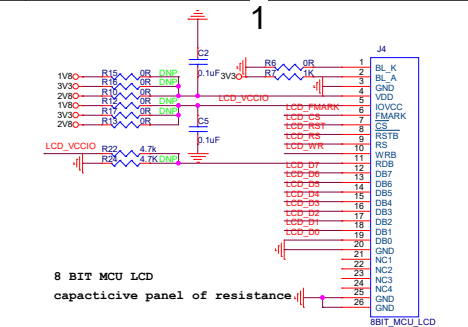 1
J4
C2
0.1uF
R6 0R
3V3 R7 1K
1V8 R15 0R DNP
3V3 R16 0R DNP
2V8 R10 0R
1V8 R12 0R DNP
3V3 R17 0R
2V8 R13 0R
LCD_VCCIO
C5
0.1uF
LCD_VCCIO R22 4.7k
R24 4.7K DNP
1 BL_K
2 BL_A
3 GND
4 VDD
5 IOVCC
LCD_FMARK 6 FMARK
LCD_CS 7 CS
LCD_RST 8 RSTB
LCD_RS 9 RS
LCD_WR 10 WRB
11 RDB
LCD_D7 12 DB7
LCD_D6 13 DB6
LCD_D5 14 DB5
LCD_D4 15 DB4
LCD_D3 16 DB3
LCD_D2 17 DB2
LCD_D1 18 DB1
LCD_D0 19 DB0
20 GND
21 NC1
22 NC2
23 NC3
24 NC4
25 GND
26 GND
8 BIT MCU LCD
capacticive panel of resistance
8BIT_MCU_LCD